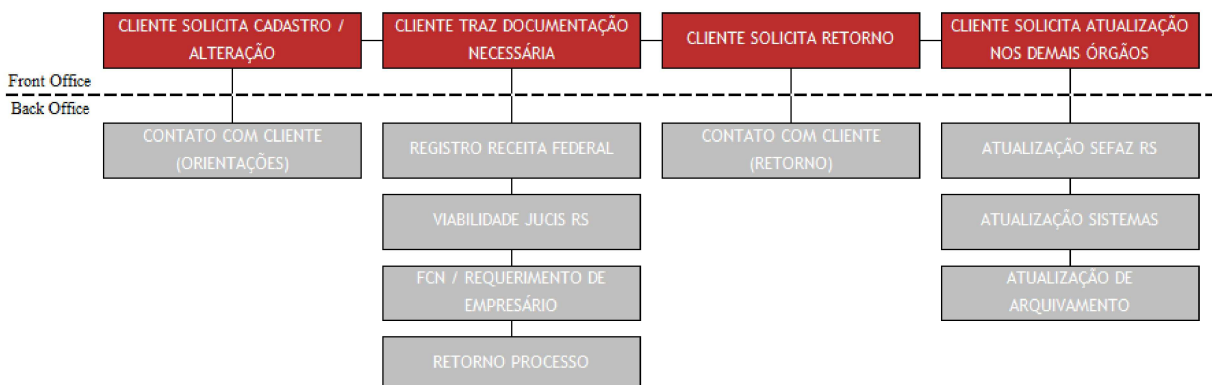 CLIENTE SOLICITA CADASTRO /
ALTERAÇÃO
CLIENTE TRAZ DOCUMENTAÇÃO
NECESSÁRIA
CLIENTE SOLICITA RETORNO
CLIENTE SOLICITA ATUALIZAÇÃO
NOS DEMAIS ÓRGÃOS
Front Office
Back Office
CONTATO COM CLIENTE
(ORIENTAÇÕES)
REGISTRO RECEITA FEDERAL
CONTATO COM CLIENTE
(RETORNO)
ATUALIZAÇÃO SEFAZ RS
VIABILIDADE JUCIS RS
ATUALIZAÇÃO SISTEMAS
FCN / REQUERIMENTO DE
EMPRESÁRIO
ATUALIZAÇÃO DE
ARQUIVAMENTO
RETORNO PROCESSO